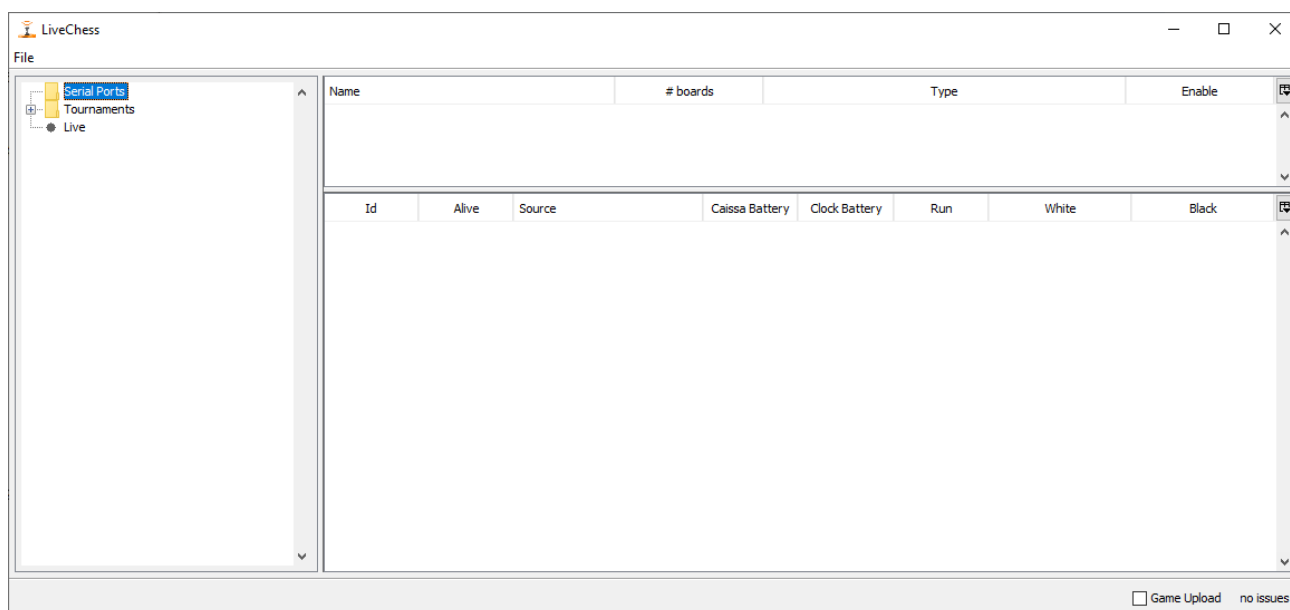 LiveChess
File
Serial Ports
Tournaments
Live
Name # boards Type Enable
Id Alive Source Caissa Battery Clock Battery Run White Black
Game Upload no issues